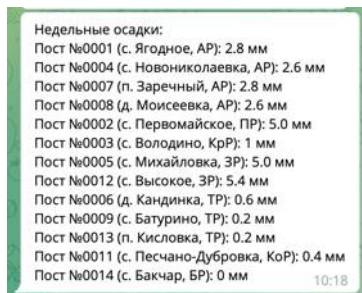 Недельные осадки:
Пост №0001 (с. Ягодное, АР): 2.8 мм
Пост №0004 (с. Новониколаевка, АР): 2.6 мм
Пост №0007 (п. Заречный, АР): 2.8 мм
Пост №0008 (д. Моисеевка, АР): 2.6 мм
Пост №0002 (с. Первомайское, ПР): 5.0 мм
Пост №0003 (с. Володино, КрР): 1 мм
Пост №0005 (с. Михайловка, ЗР): 5.0 мм
Пост №0012 (с. Высокое, ЗР): 5.4 мм
Пост №0006 (д. Кандинка, ТР): 0.6 мм
Пост №0009 (с. Батурино, ТР): 0.2 мм
Пост №0013 (п. Кисловка, ТР): 0.2 мм
Пост №0011 (с. Песчано-Дубровка, КоР): 0.4 мм
Пост №0014 (с. Бакчар, БР): 0 мм
10:18